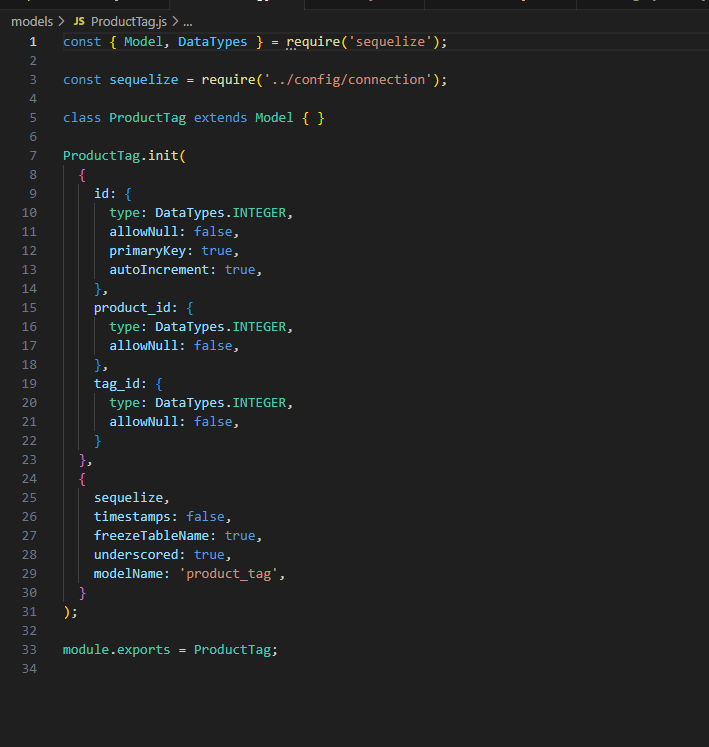 models > JS ProductTag.js > ...
1 const { Model, DataTypes } = require('sequelize');
2
3 const sequelize = require('../config/connection');
4
5 class ProductTag extends Model { }
6
7 ProductTag.init(
8   {
9     id: {
10       type: DataTypes.INTEGER,
11       allowNull: false,
12       primaryKey: true,
13       autoIncrement: true,
14     },
15     product_id: {
16       type: DataTypes.INTEGER,
17       allowNull: false,
18     },
19     tag_id: {
20       type: DataTypes.INTEGER,
21       allowNull: false,
22     }
23   },
24   {
25     sequelize,
26     timestamps: false,
27     freezeTableName: true,
28     underscored: true,
29     modelName: 'product_tag',
30   }
31 );
32
33 module.exports = ProductTag;
34